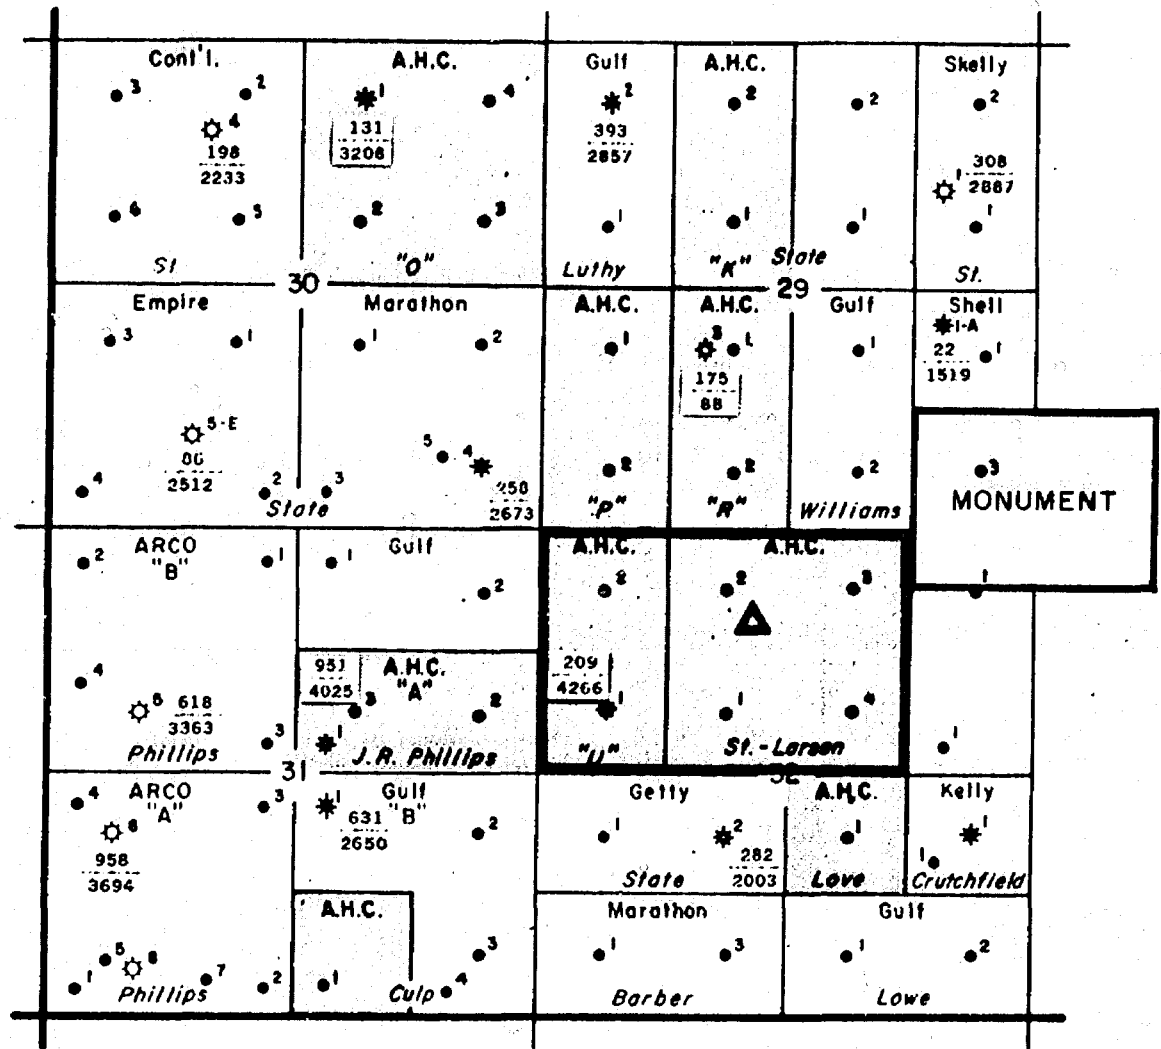 Cont'l.
3
2
4
198
2233
6
5
St.
A.H.C.
1
4
131
3208
2
3
"O"
30
Gulf
2
393
2857
1
Luthy
A.H.C.
2
1
"K"
State
2
1
29
Skelly
2
1
308
2887
1
St.
Empire
3
1
5-E
2512
4
2
State
Marathon
1
2
5
4
3
258
2673
A.H.C.
1
2
"P"
A.H.C.
3
1
175
88
2
"R"
Gulf
1
2
Williams
Shell
1-A
1
22
1519
3
MONUMENT
1
ARCO
"B"
2
1
4
618
3363
3
Phillips
Gulf
1
2
951
4025
A.H.C.
"A"
3
2
1
J.R. Phillips
31
A.H.C.
2
209
4266
1
"U"
A.H.C.
2
3
1
4
St.-Larsen
32
1
ARCO
"A"
4
3
958
3694
5
1
7
2
Phillips
Gulf
"B"
1
631
2650
2
A.H.C.
1
3
4
Culp
Getty
1
2
282
2003
State
A.H.C.
1
Love
Kelly
1
1
Crutchfield
Marathon
1
3
Barber
Gulf
1
2
Lowe